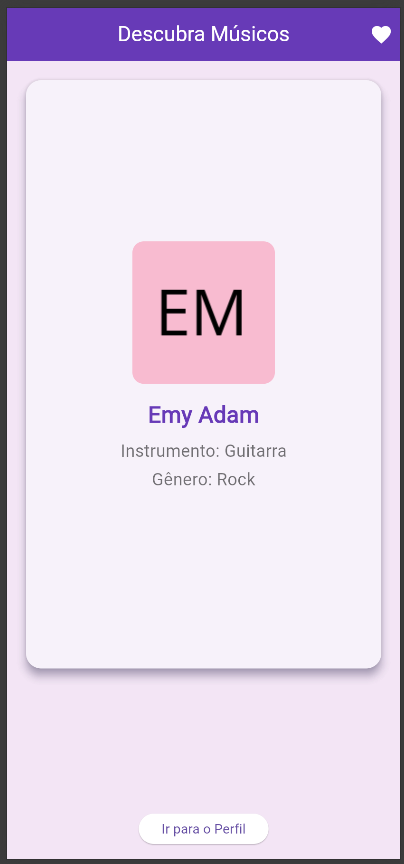 Descubra Músicos
EM
Emy Adam
Instrumento: Guitarra
Gênero: Rock
Ir para o Perfil